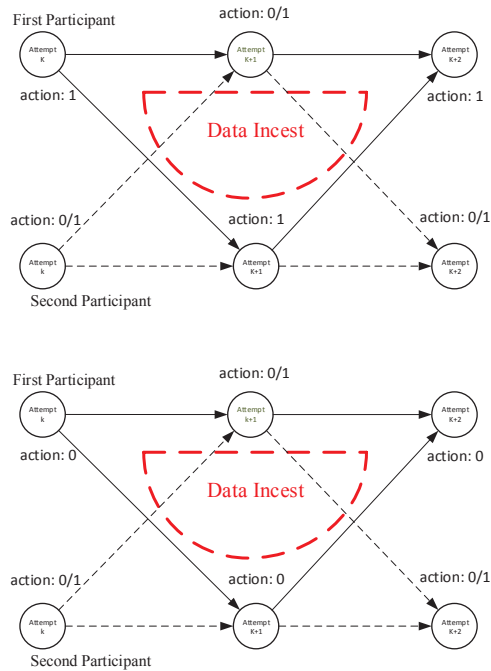 First Participant
action: 0/1
Attempt
K
Attempt
K+1
Attempt
K+2
action: 1
action: 1
Data Incest
action: 0/1
action: 1
action: 0/1
Attempt
k
Attempt
K+1
Attempt
K+2
Second Participant
First Participant
action: 0/1
Attempt
k
Attempt
k+1
Attempt
K+2
action: 0
action: 0
Data Incest
action: 0/1
action: 0
action: 0/1
Attempt
k
Attempt
K+1
Attempt
K+2
Second Participant